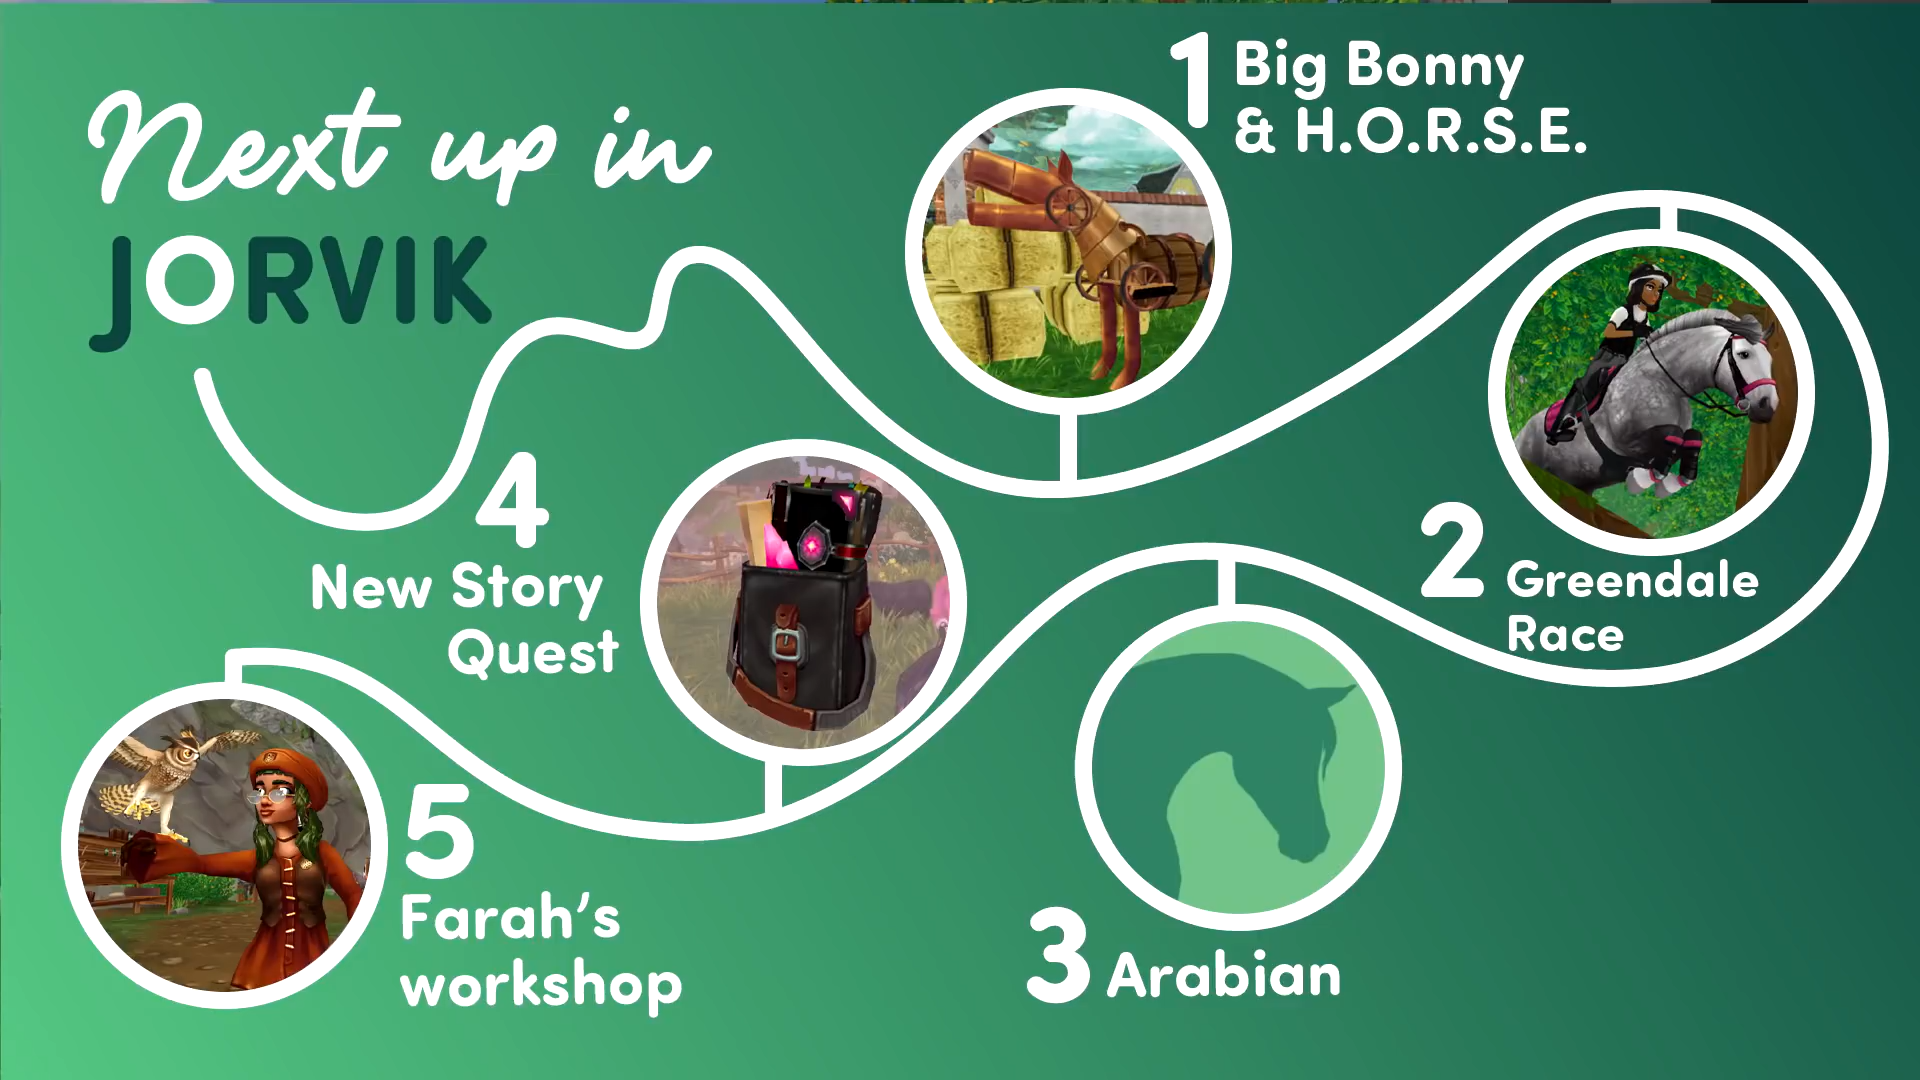 Next up in
JORVIK
1 Big Bonny
& H.O.R.S.E.
2 Greendale
Race
3 Arabian
4
New Story
Quest
5
Farah's
workshop